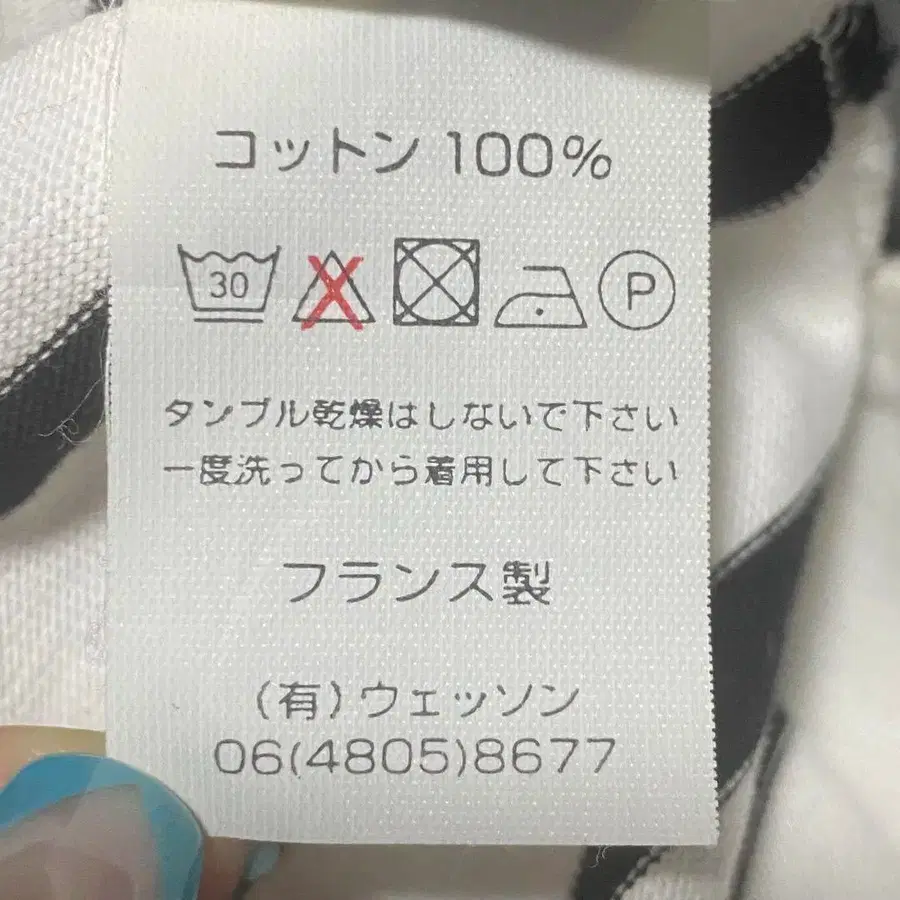 コットン 100%
30 P
タンブル乾燥はしないで下さい
一度洗ってから着用して下さい
フランス製
(有)ウェッソン
06(4805)8677